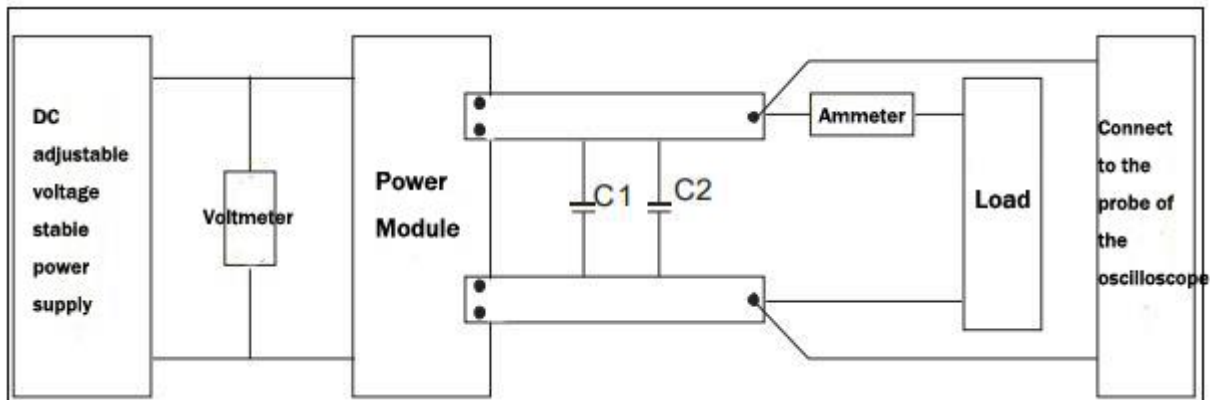 DC
adjustable
voltage
stable
power
supply
Voltmeter
Power
Module
C1
C2
Ammeter
Load
Connect
to the
probe of
the
oscilloscope